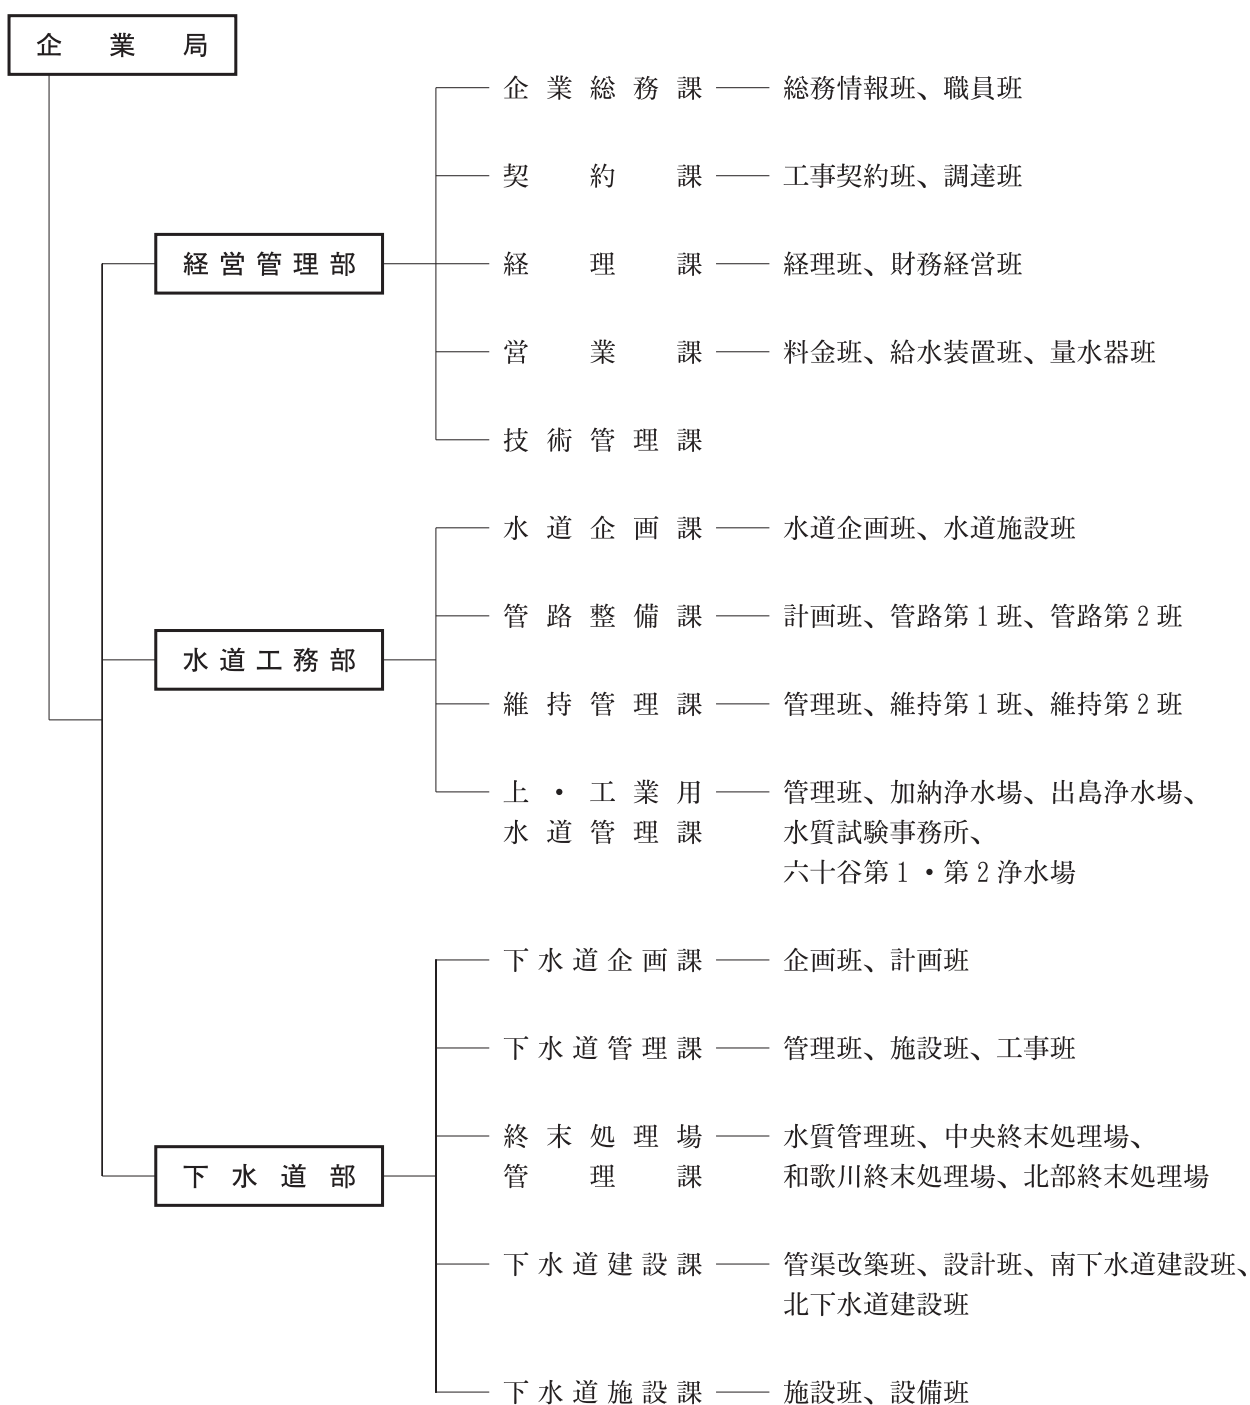 企業局
企業総務課 総務情報班、職員班
契約課 工事契約班、調達班
経営管理部 経理課 経理班、財務経営班
営業課 料金班、給水装置班、量水器班
技術管理課
水道企画課 水道企画班、水道施設班
管路整備課 計画班、管路第1班、管路第2班
水道工務部
維持管理課 管理班、維持第1班、維持第2班
上・工業用 管理班、加納浄水場、出島浄水場、
水道管理課 水質試験事務所、
六十谷第1・第2浄水場
下水道企画課 企画班、計画班
下水道管理課 管理班、施設班、工事班
終末処理場 水質管理班、中央終末処理場、
下水道部 管理課 和歌川終末処理場、北部終末処理場
下水道建設課 管渠改築班、設計班、南下水道建設班、
北下水道建設班
下水道施設課 施設班、設備班